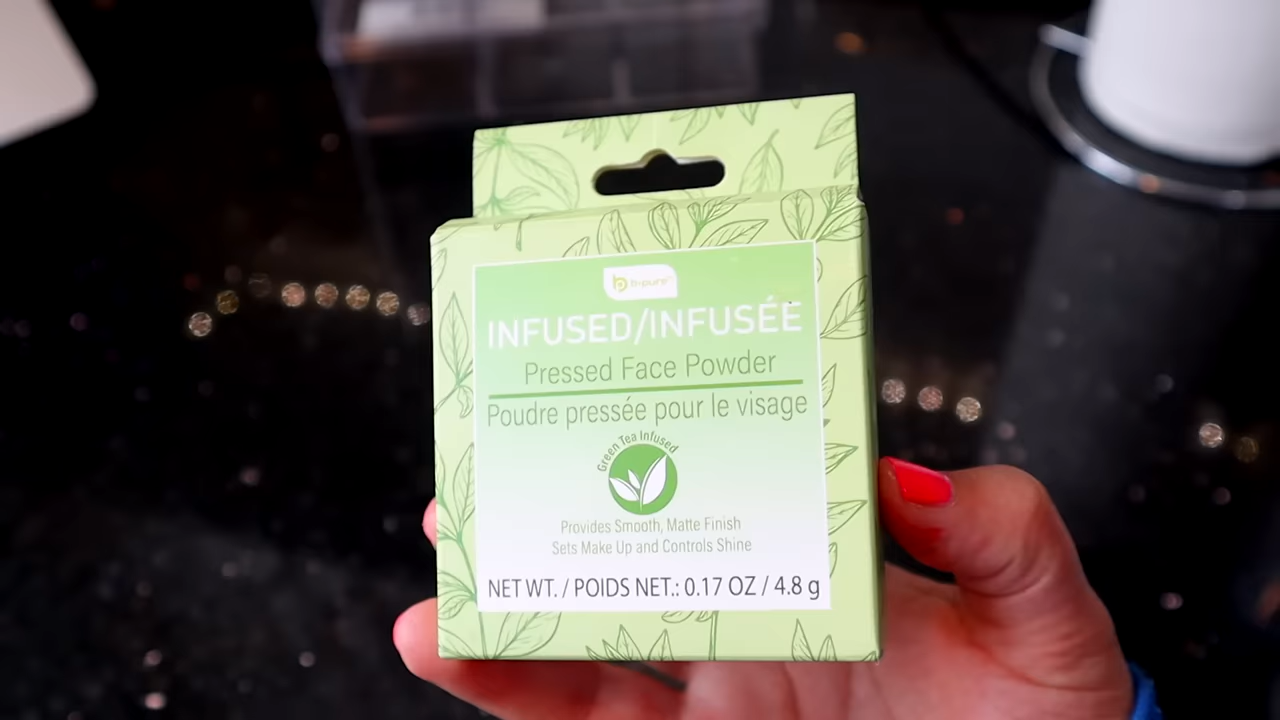 b-pure™
INFUSED/INFUSÉE
Pressed Face Powder
Poudre pressée pour le visage
Green Tea Infused
Provides Smooth, Matte Finish
Sets Make Up and Controls Shine
NET WT. / POIDS NET.: 0.17 OZ / 4.8 g